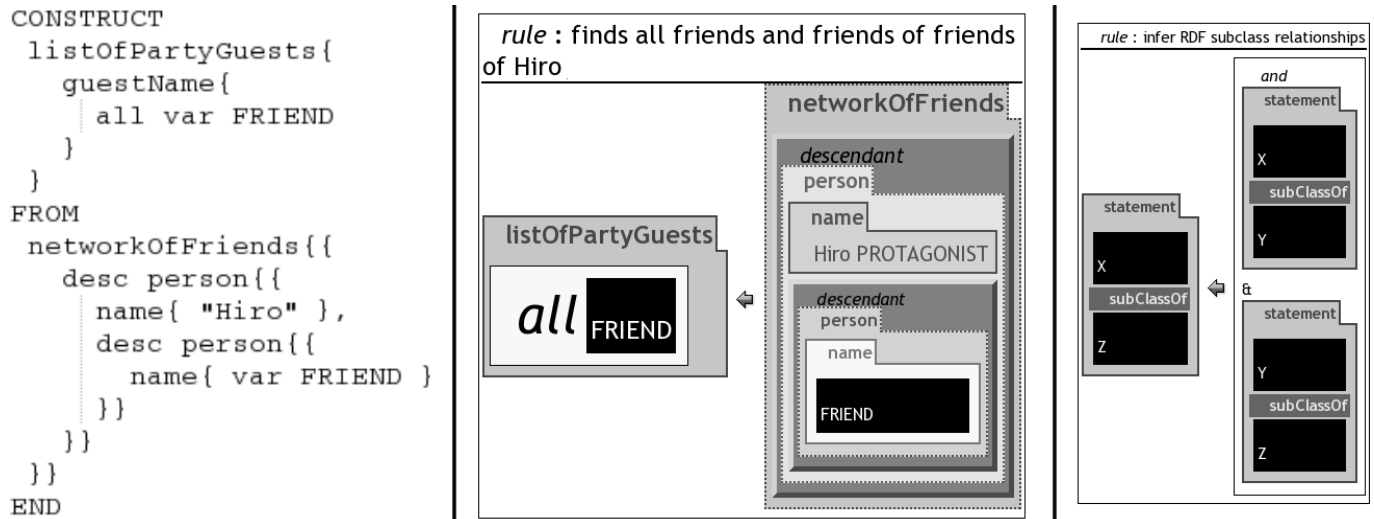 CONSTRUCT
listOfPartyGuests{
guestName{
all var FRIEND
}
}
FROM
networkOfFriends{{
desc person{{
name{ "Hiro" },
desc person{{
name{ var FRIEND }
}}
}}
}}
END
rule : finds all friends and friends of friends
of Hiro
listOfPartyGuests
all FRIEND
networkOfFriends
descendant
person
name
Hiro PROTAGONIST
descendant
person
name
FRIEND
rule : infer RDF subclass relationships
statement
X
subClassOf
Z
and
statement
X
subClassOf
Y
&
statement
Y
subClassOf
Z